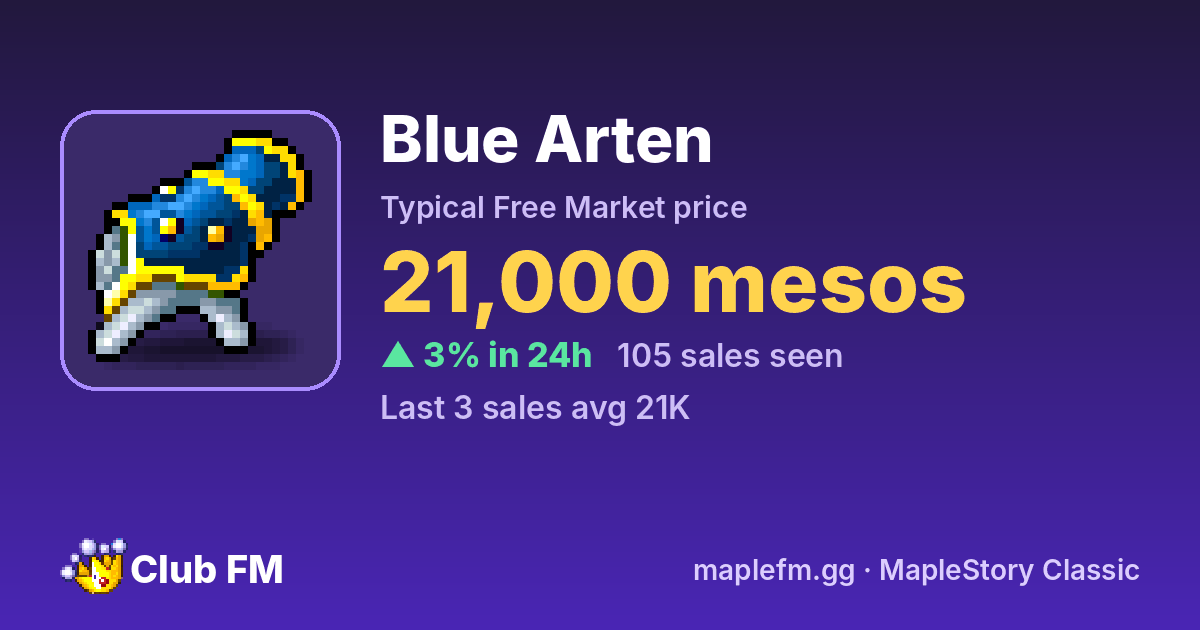 Blue Arten
Typical Free Market price
21,000 mesos
▲ 3% in 24h 105 sales seen
Last 3 sales avg 21K
Club FM
maplefm.gg · MapleStory Classic